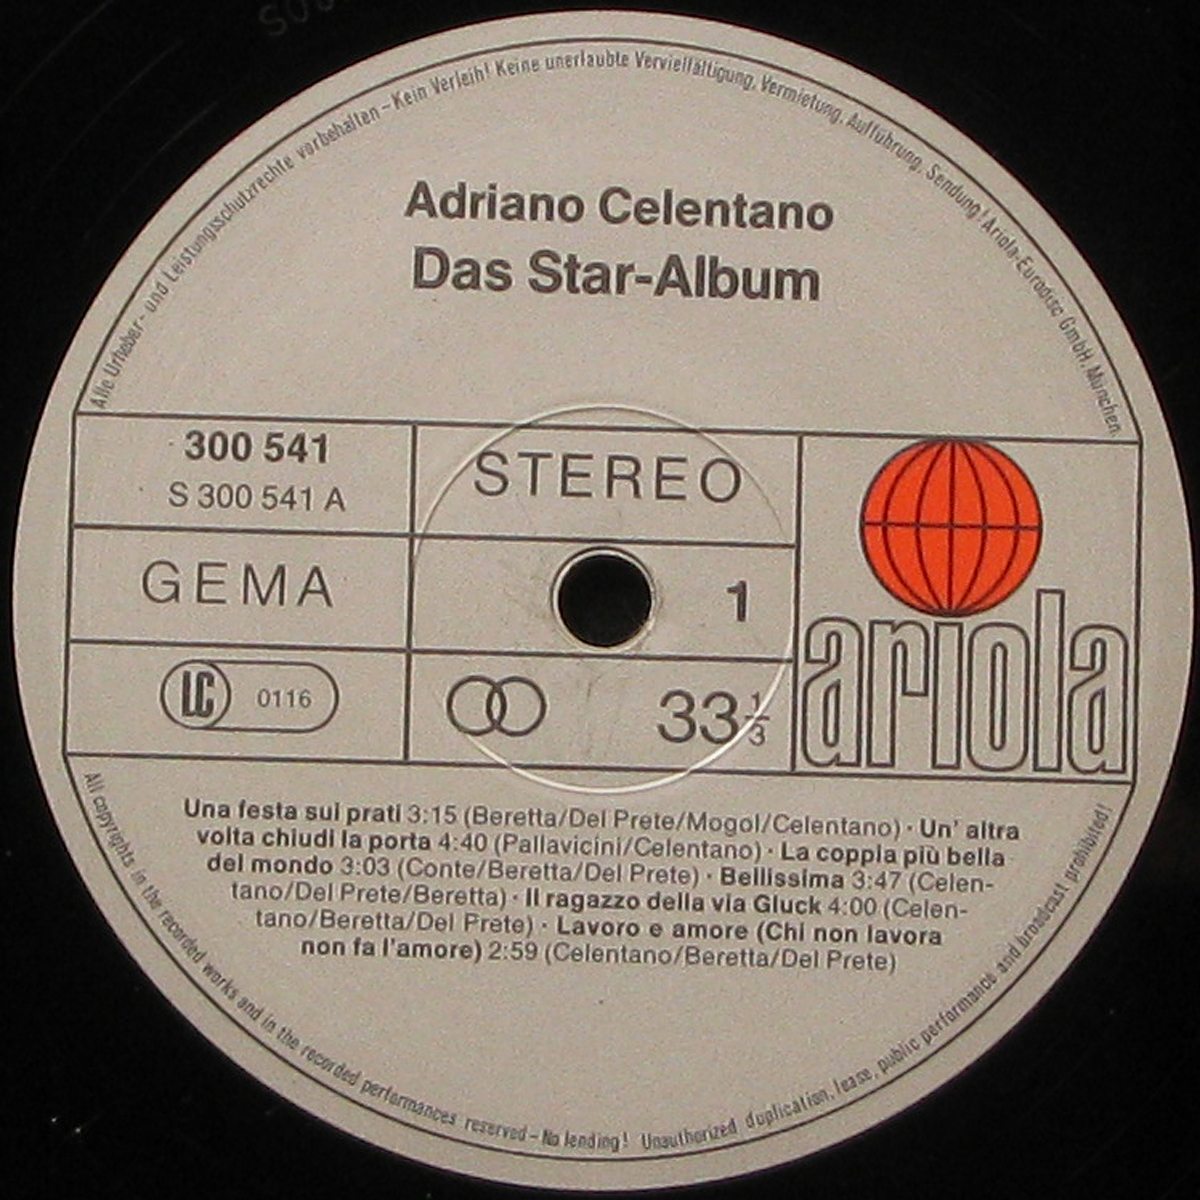 Alle Urheber- und Leistungsschutzrechte vorbehalten – Kein Verleih! Keine unerlaubte Vervielfältigung, Vermietung, Aufführung, Sendung! Ariola-Eurodisc GmbH, München.
Adriano Celentano
Das Star-Album
300 541
S 300 541 A
STEREO
GEMA
1
LC 0116
33 1/3
ariola
Una festa sui prati 3:15 (Beretta/Del Prete/Mogol/Celentano) · Un' altra
volta chiudi la porta 4:40 (Pallavicini/Celentano) · La coppia più bella
del mondo 3:03 (Conte/Beretta/Del Prete) · Bellissima 3:47 (Celen-
tano/Del Prete/Beretta) · Il ragazzo della via Gluck 4:00 (Celen-
tano/Beretta/Del Prete) · Lavoro e amore (Chi non lavora
non fa l'amore) 2:59 (Celentano/Beretta/Del Prete)
All copyrights in the recorded works and in the recorded performances reserved – No lending! Unauthorized duplication, lease, public performance and broadcast prohibited!